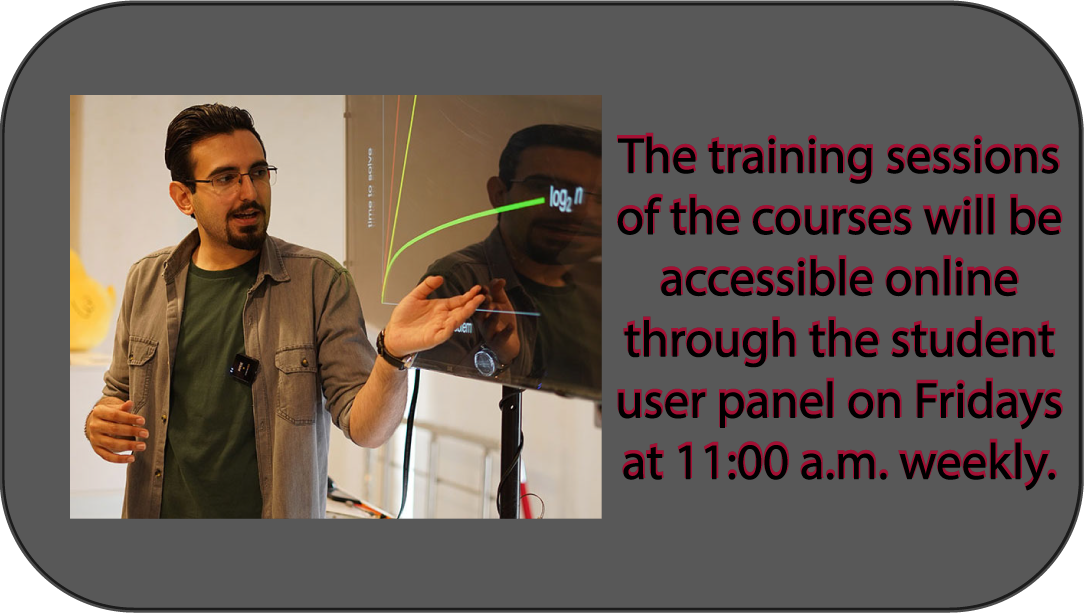 time to solve
log₂ n
The training sessions
of the courses will be
accessible online
through the student
user panel on Fridays
at 11:00 a.m. weekly.